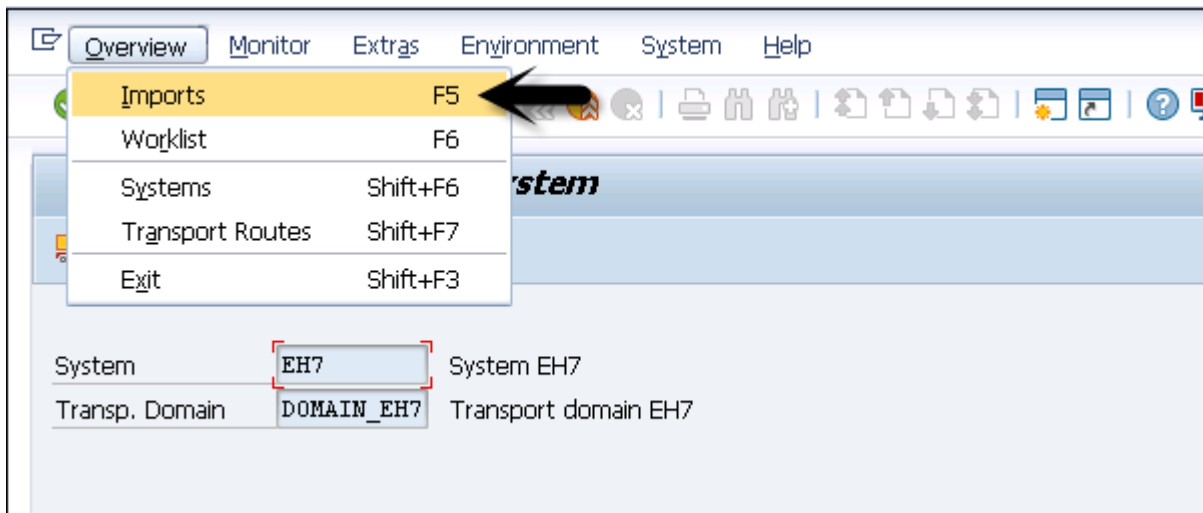 Overview Monitor Extras Environment System Help
Imports F5
Worklist F6
Systems Shift+F6
Transport Routes Shift+F7
Exit Shift+F3
System EH7 System EH7
Transp. Domain DOMAIN_EH7 Transport domain EH7